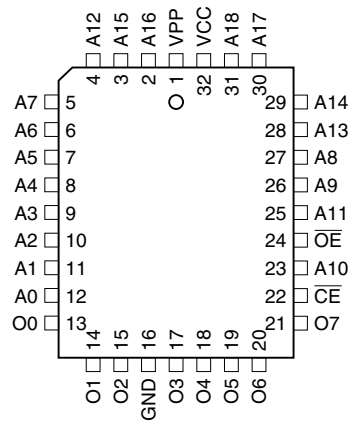 A12 A15 A16 VPP VCC A18 A17
4 3 2 1 32 31 30
A7 5 29 A14
A6 6 28 A13
A5 7 27 A8
A4 8 26 A9
A3 9 25 A11
A2 10 24 O̅E̅
A1 11 23 A10
A0 12 22 C̅E̅
O0 13 21 O7
14 15 16 17 18 19 20
O1 O2 GND O3 O4 O5 O6